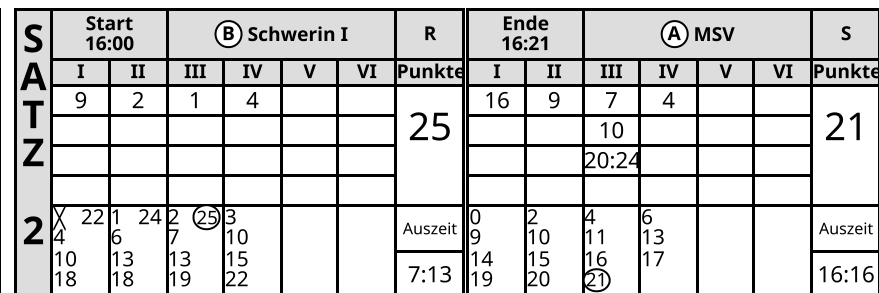 SATZ 2
Start 16:00 B Schwerin I R Ende 16:21 A MSV S
I II III IV V VI Punkte I II III IV V VI Punkte
9 2 1 4 25 16 9 7 4 21
10
20:24
X 22 1 24 2 25 3 Auszeit 0 2 4 6 Auszeit
4 6 7 10 9 10 11 13
10 13 13 15 7:13 14 15 16 17 16:16
18 18 19 22 19 20 21